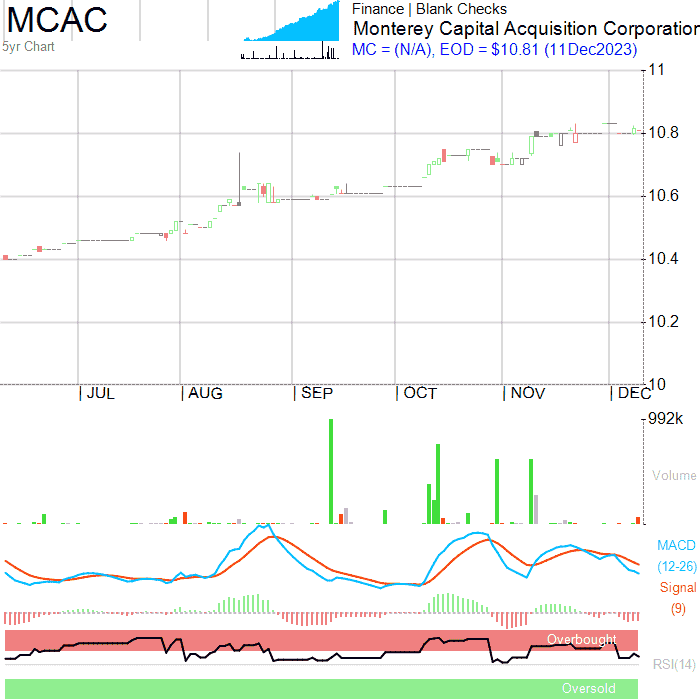 MCAC
5yr Chart
Finance | Blank Checks
Monterey Capital Acquisition Corporation
MC = (N/A), EOD = $10.81 (11Dec2023)
11
10.8
10.6
10.4
10.2
10
JUL
AUG
SEP
OCT
NOV
DEC
992k
Volume
MACD
(12-26)
Signal
(9)
Overbought
RSI(14)
Oversold